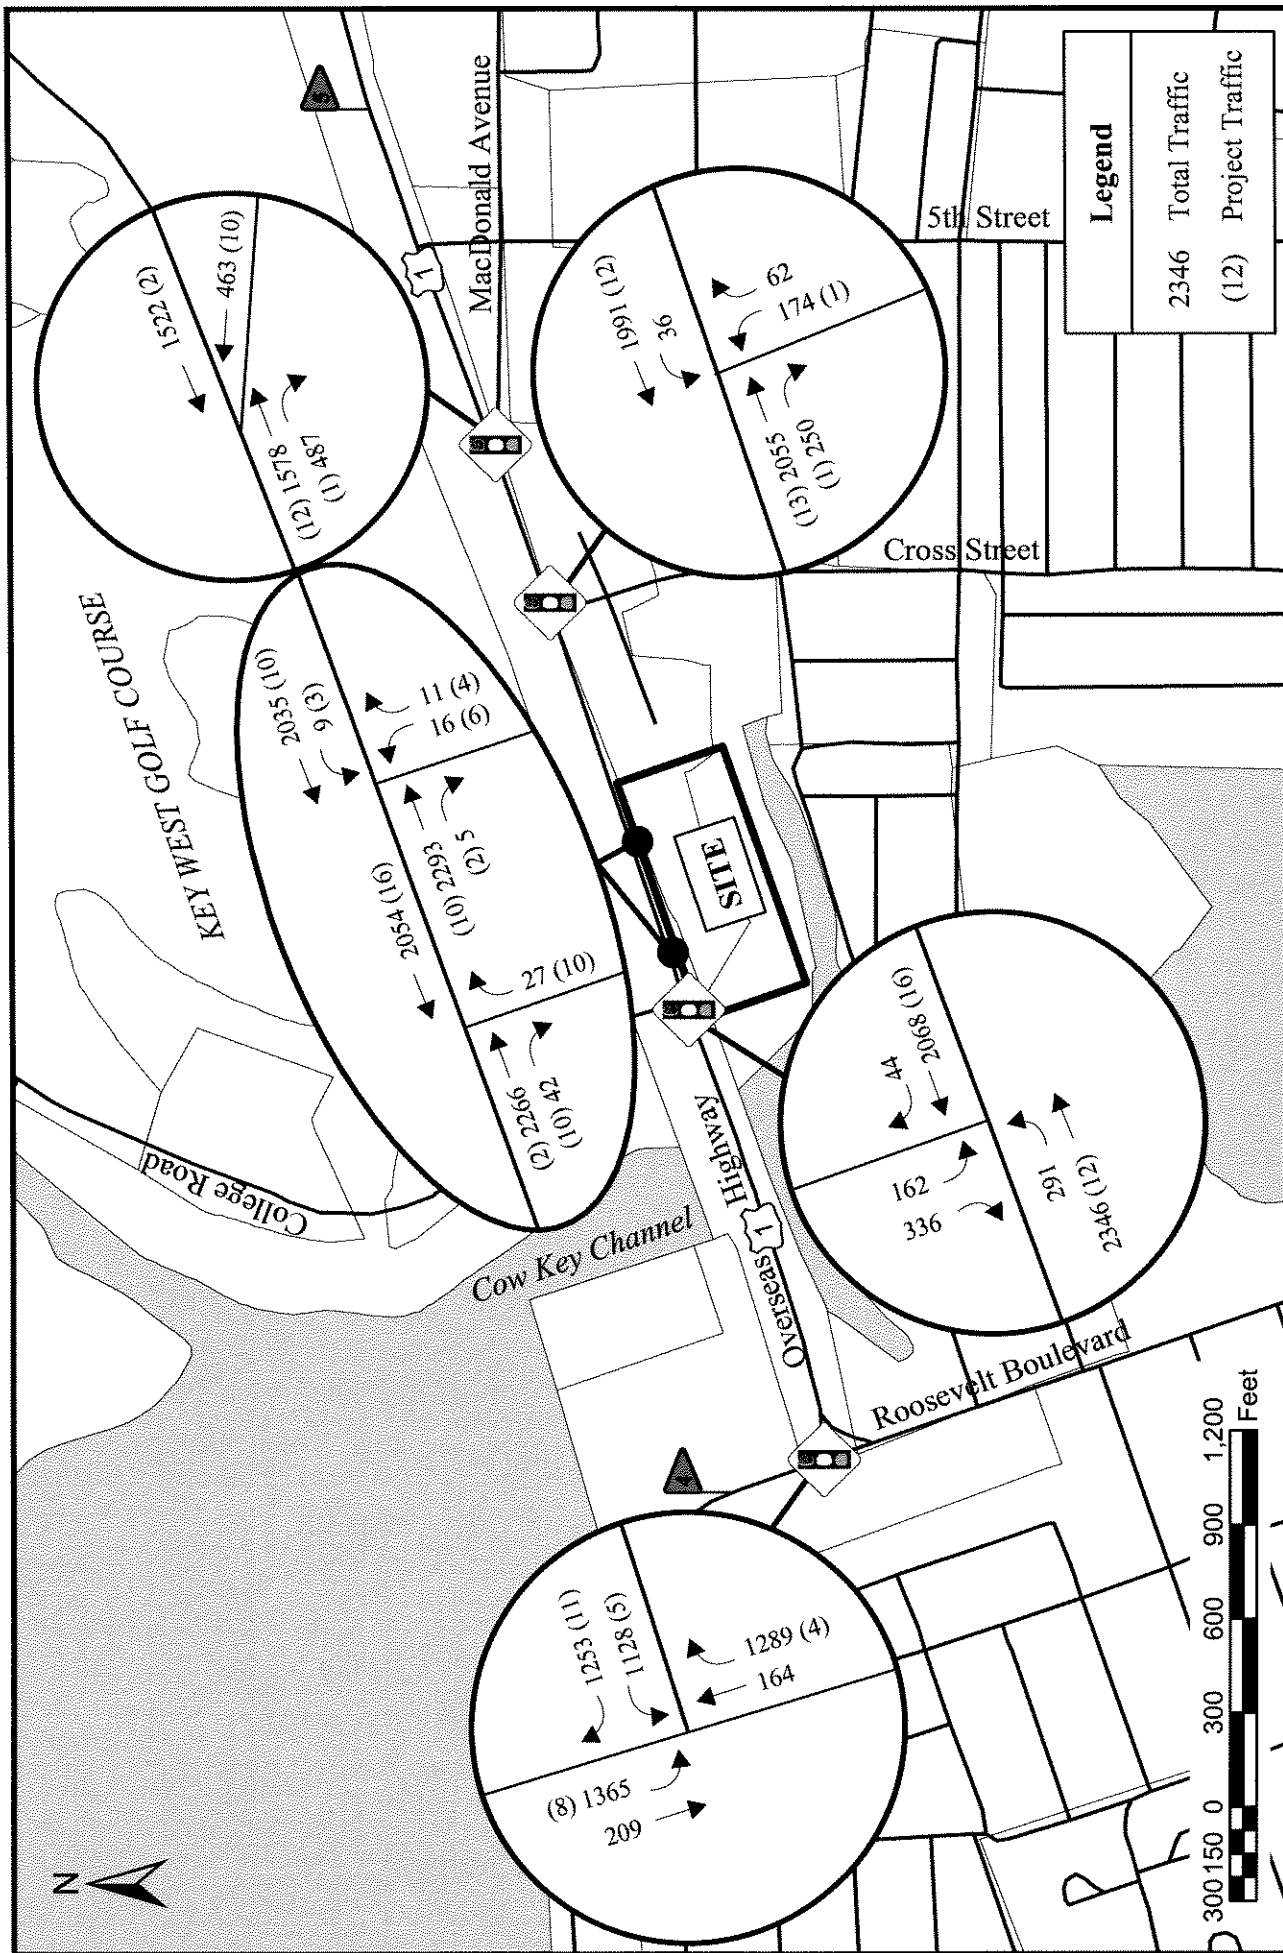 N
KEY WEST GOLF COURSE
College Road
Cow Key Channel
Overseas Highway
1
Roosevelt Boulevard
MacDonald Avenue
1
5th Street
Cross Street
SITE
(8) 1365
209
1253 (11)
1128 (5)
1289 (4)
164
336
162
44
2068 (16)
291
2346 (12)
(2) 2266
(10) 42
2054 (16)
27 (10)
(10) 2293
(2) 5
2035 (10)
9 (3)
16 (6)
11 (4)
(13) 2055
(1) 250
1991 (12)
36
174 (1)
62
(12) 1578
(1) 487
1522 (2)
463 (10)
300 150 0 300 600 900 1,200
Feet
Legend
2346 Total Traffic
(12) Project Traffic